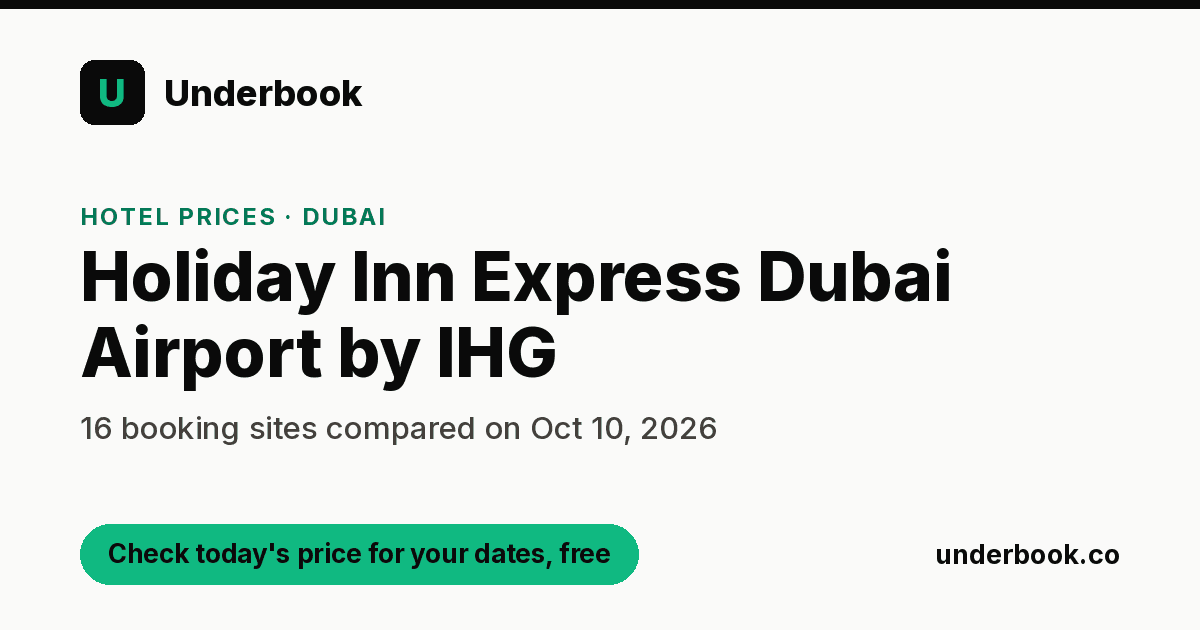 U
Underbook
HOTEL PRICES · DUBAI
Holiday Inn Express Dubai
Airport by IHG
16 booking sites compared on Oct 10, 2026
Check today's price for your dates, free
underbook.co